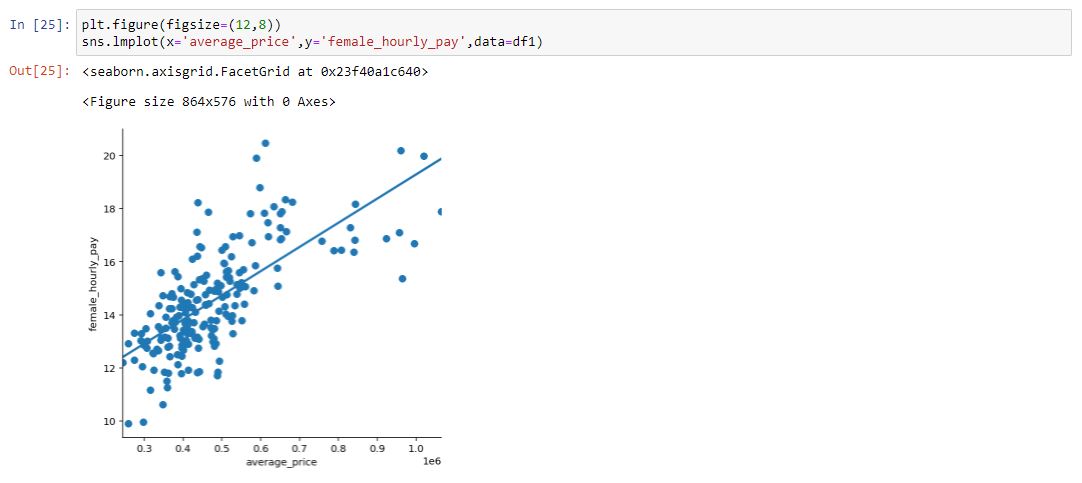 In [25]: plt.figure(figsize=(12,8))
sns.lmplot(x='average_price',y='female_hourly_pay',data=df1)
Out[25]: <seaborn.axisgrid.FacetGrid at 0x23f40a1c640>
<Figure size 864x576 with 0 Axes>
20
18
16
14
12
10
female_hourly_pay
0.3 0.4 0.5 0.6 0.7 0.8 0.9 1.0
average_price 1e6